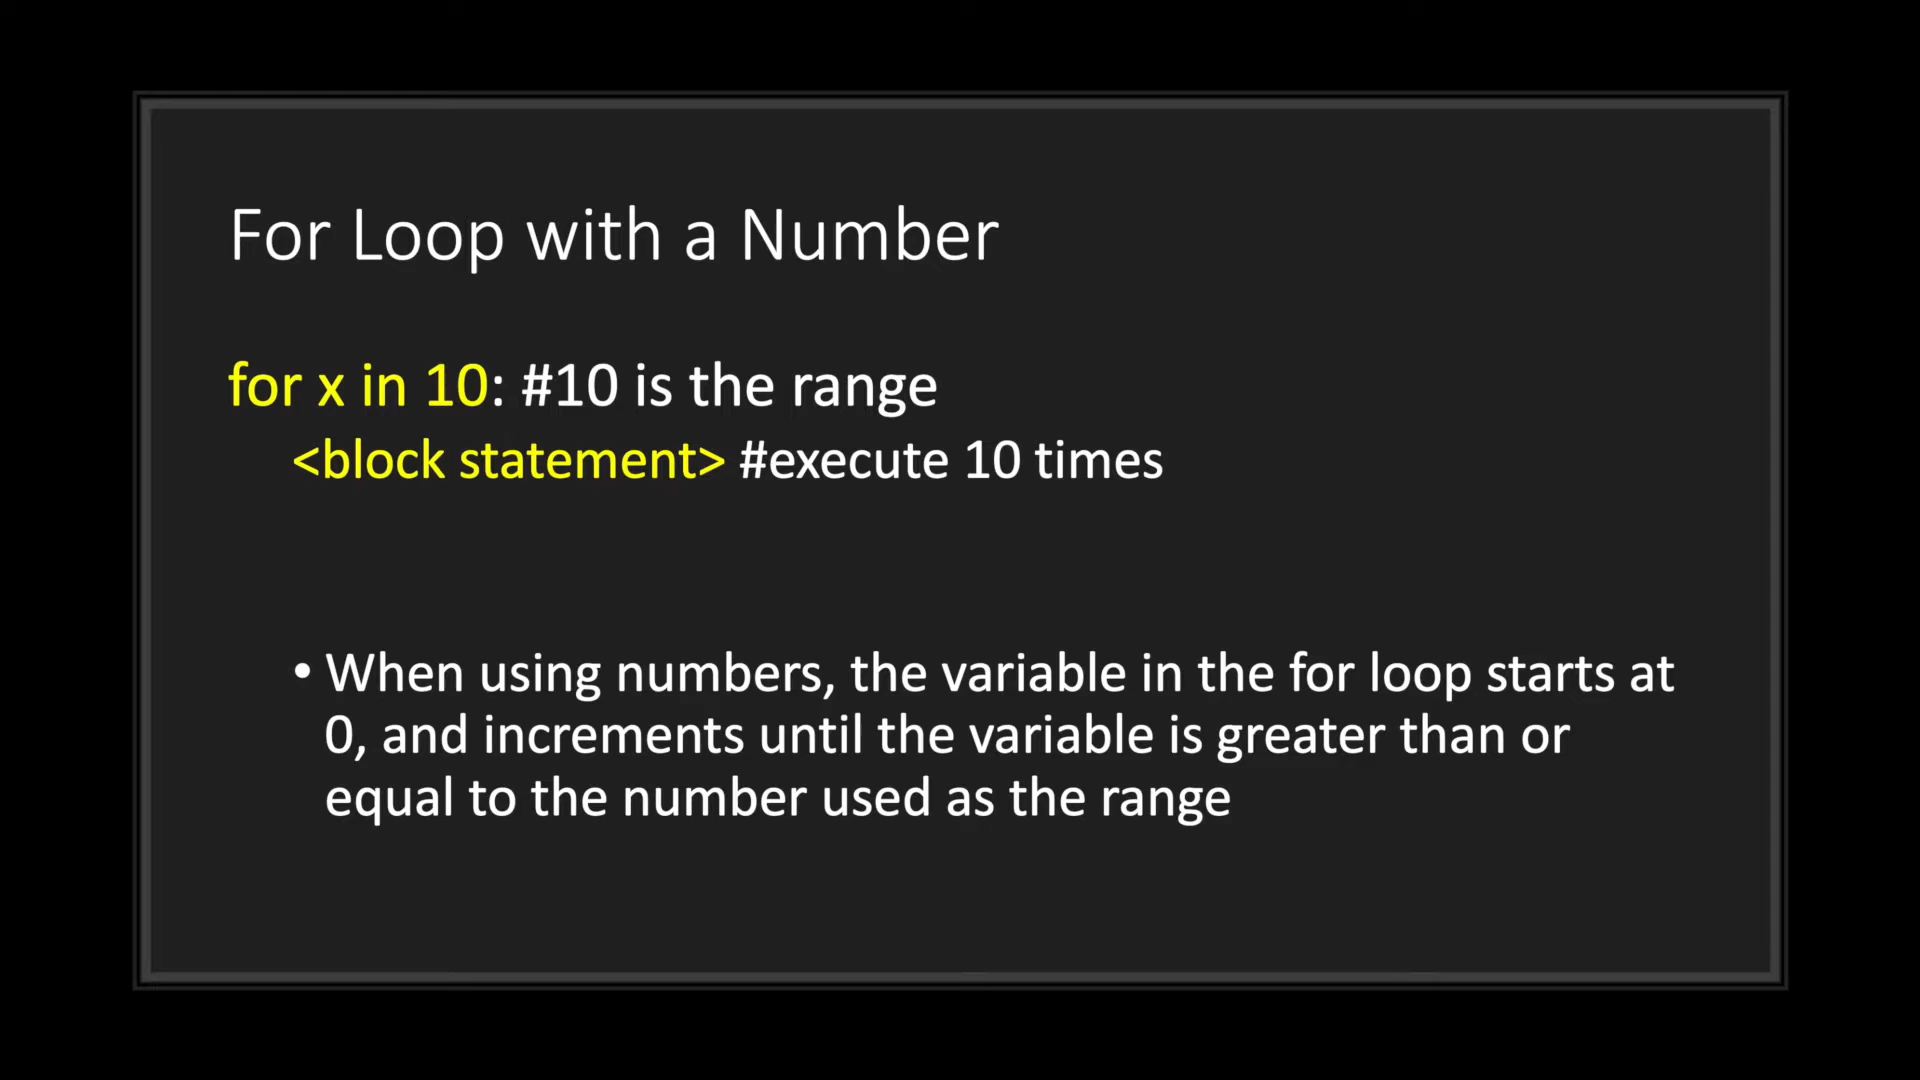 For Loop with a Number
for x in 10: #10 is the range
<block statement> #execute 10 times
• When using numbers, the variable in the for loop starts at
0, and increments until the variable is greater than or
equal to the number used as the range